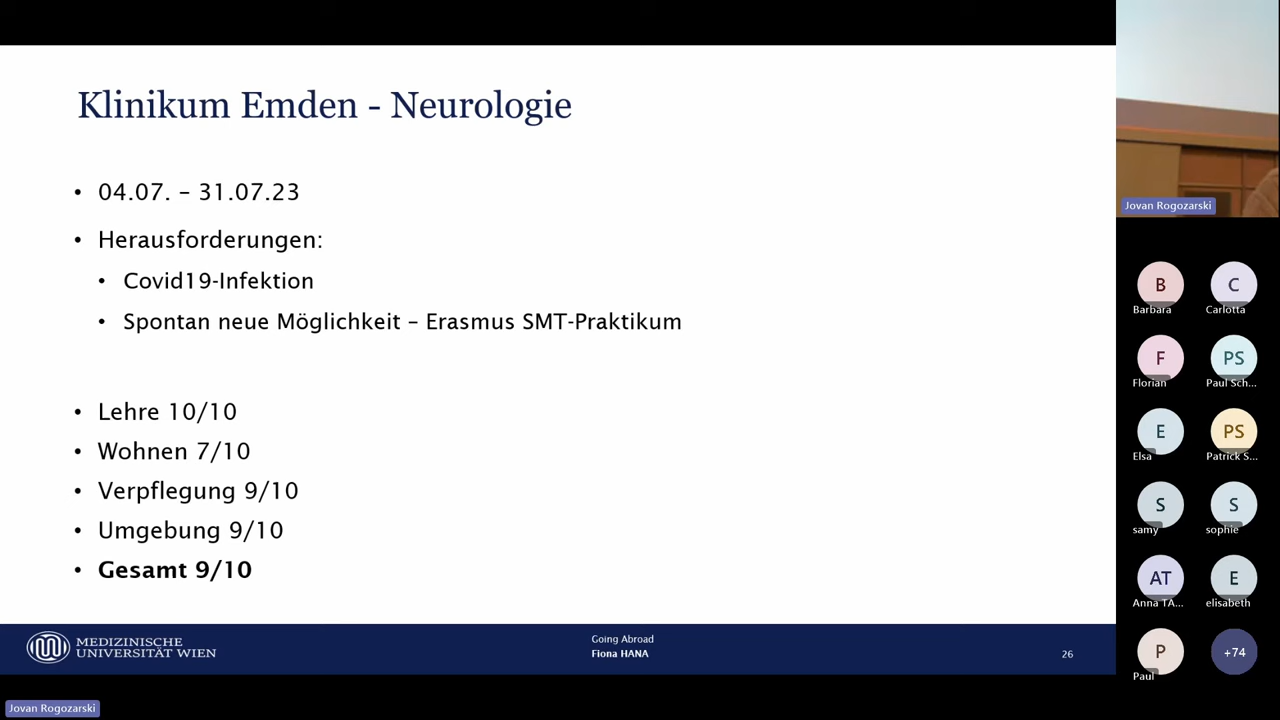 Klinikum Emden - Neurologie
• 04.07. – 31.07.23
• Herausforderungen:
• Covid19-Infektion
• Spontan neue Möglichkeit – Erasmus SMT-Praktikum
• Lehre 10/10
• Wohnen 7/10
• Verpflegung 9/10
• Umgebung 9/10
• Gesamt 9/10
MEDIZINISCHE
UNIVERSITÄT WIEN
Going Abroad
Fiona HANA
26
Jovan Rogozarski
Jovan Rogozarski
B
C
Barbara
Carlotta
F
PS
Florian
Paul Sch...
E
PS
Elsa
Patrick S...
S
S
samy
sophie
AT
E
Anna TA...
elisabeth
P
+74
Paul